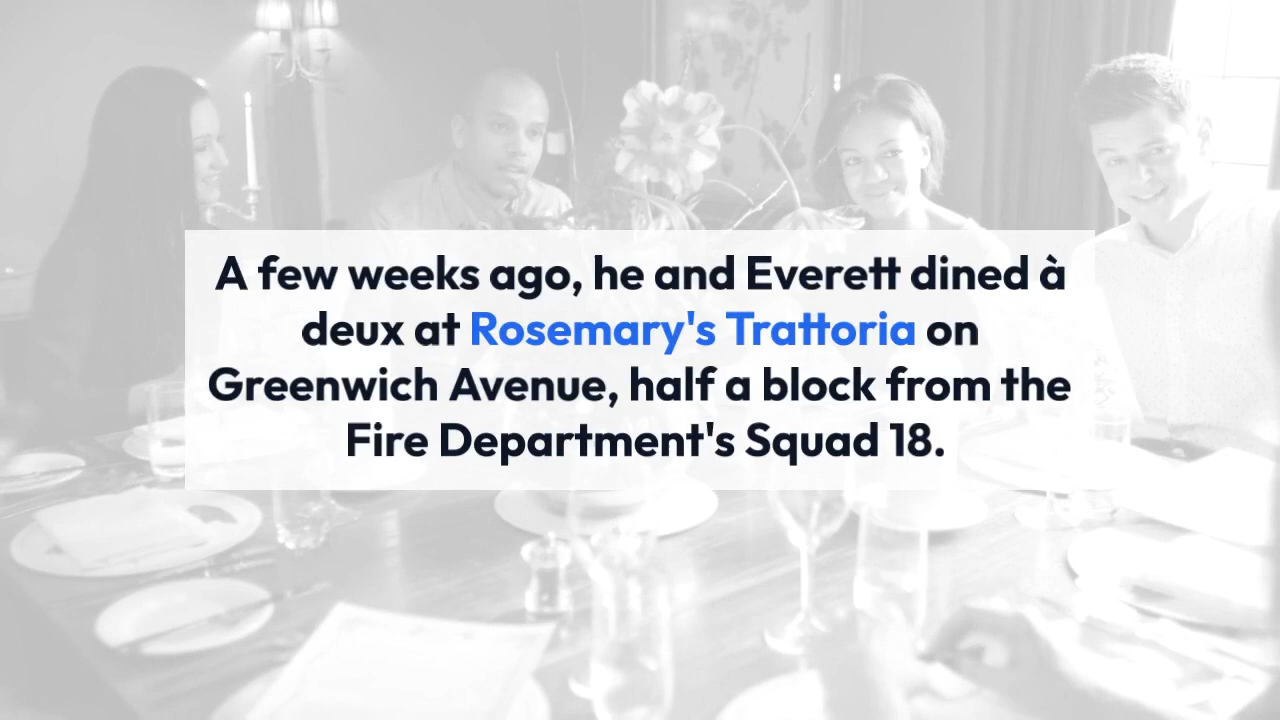 A few weeks ago, he and Everett dined à
deux at Rosemary's Trattoria on
Greenwich Avenue, half a block from the
Fire Department's Squad 18.